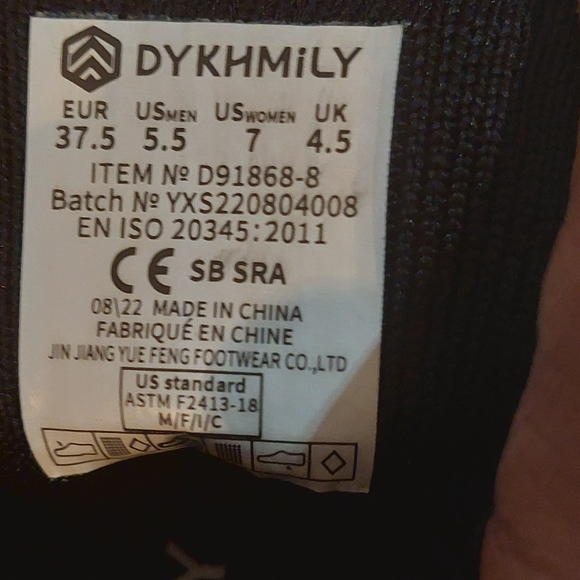 DYKHMiLY
EUR USMEN USWOMEN UK
37.5 5.5 7 4.5
ITEM № D91868-8
Batch № YXS220804008
EN ISO 20345:2011
CE SB SRA
08\22 MADE IN CHINA
FABRIQUÉ EN CHINE
JIN JIANG YUE FENG FOOTWEAR CO.,LTD
US standard
ASTM F2413-18
M/F/I/C